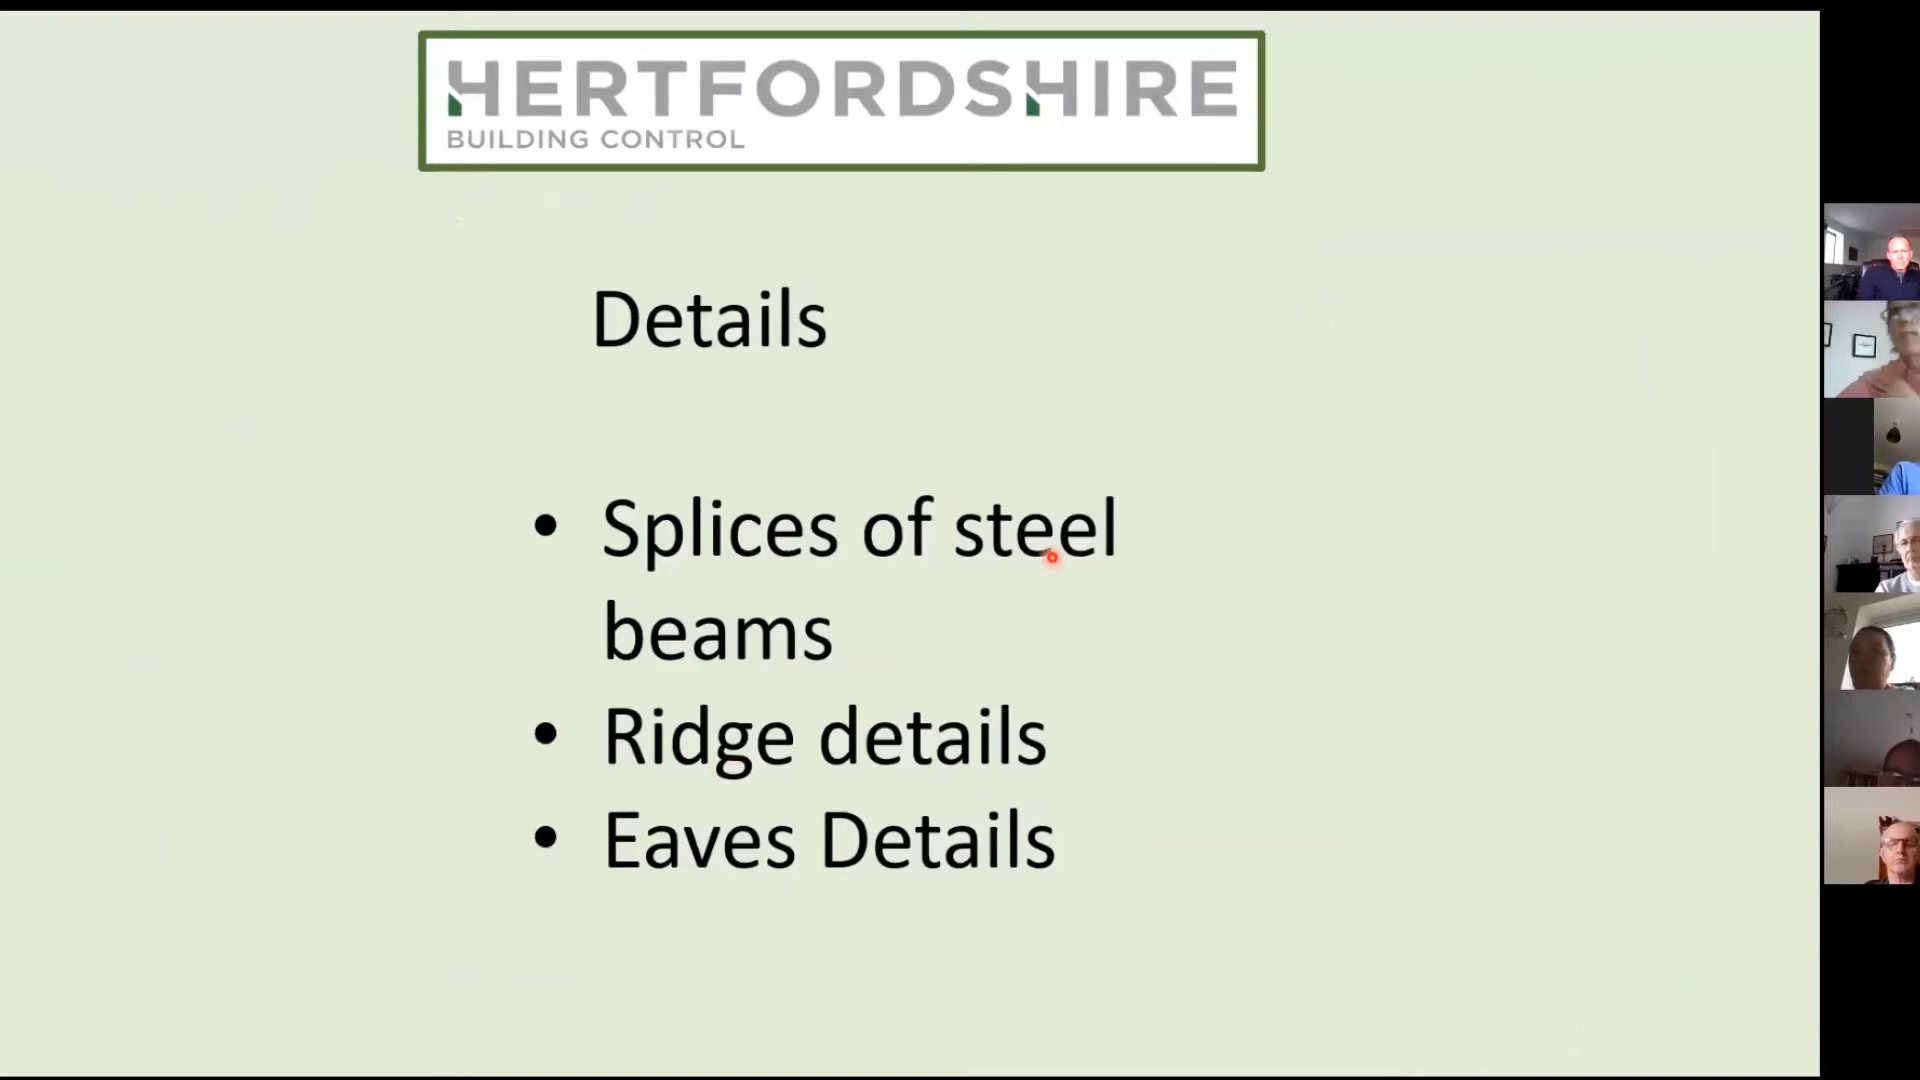 HERTFORDSHIRE
BUILDING CONTROL
Details
• Splices of steel
beams
• Ridge details
• Eaves Details